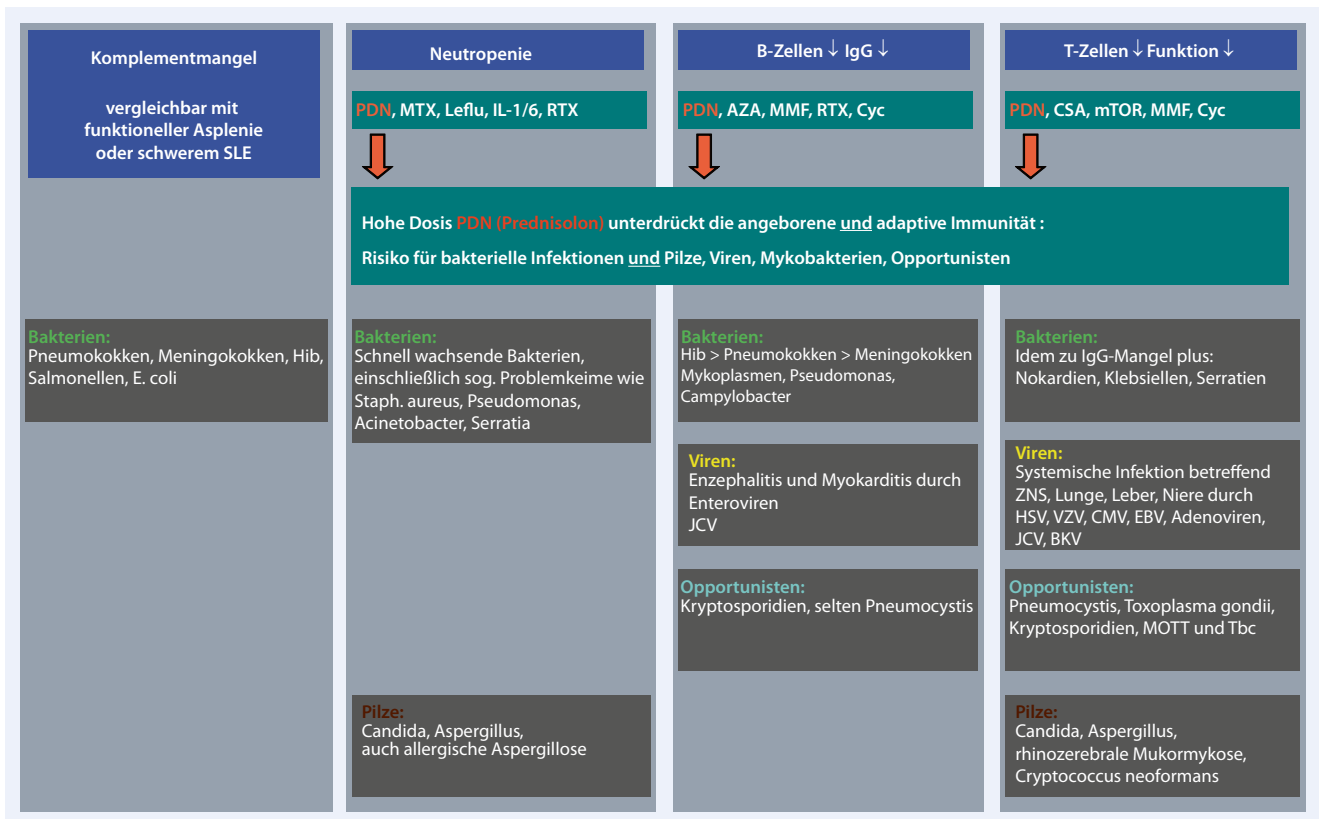 Komplementmangel
vergleichbar mit
funktioneller Asplenie
oder schwerem SLE
Neutropenie
B-Zellen ↓ IgG ↓
T-Zellen ↓ Funktion ↓
PDN, MTX, Leflu, IL-1/6, RTX
PDN, AZA, MMF, RTX, Cyc
PDN, CSA, mTOR, MMF, Cyc
Hohe Dosis PDN (Prednisolon) unterdrückt die angeborene und adaptive Immunität :
Risiko für bakterielle Infektionen und Pilze, Viren, Mykobakterien, Opportunisten
Bakterien:
Pneumokokken, Meningokokken, Hib,
Salmonellen, E. coli
Bakterien:
Schnell wachsende Bakterien,
einschließlich sog. Problemkeime wie
Staph. aureus, Pseudomonas,
Acinetobacter, Serratia
Bakterien:
Hib > Pneumokokken > Meningokokken
Mykoplasmen, Pseudomonas,
Campylobacter
Bakterien:
Idem zu IgG-Mangel plus:
Nokardien, Klebsiellen, Serratien
Viren:
Enzephalitis und Myokarditis durch
Enteroviren
JCV
Viren:
Systemische Infektion betreffend
ZNS, Lunge, Leber, Niere durch
HSV, VZV, CMV, EBV, Adenoviren,
JCV, BKV
Opportunisten:
Kryptosporidien, selten Pneumocystis
Opportunisten:
Pneumocystis, Toxoplasma gondii,
Kryptosporidien, MOTT und Tbc
Pilze:
Candida, Aspergillus,
auch allergische Aspergillose
Pilze:
Candida, Aspergillus,
rhinozerebrale Mukormykose,
Cryptococcus neoformans